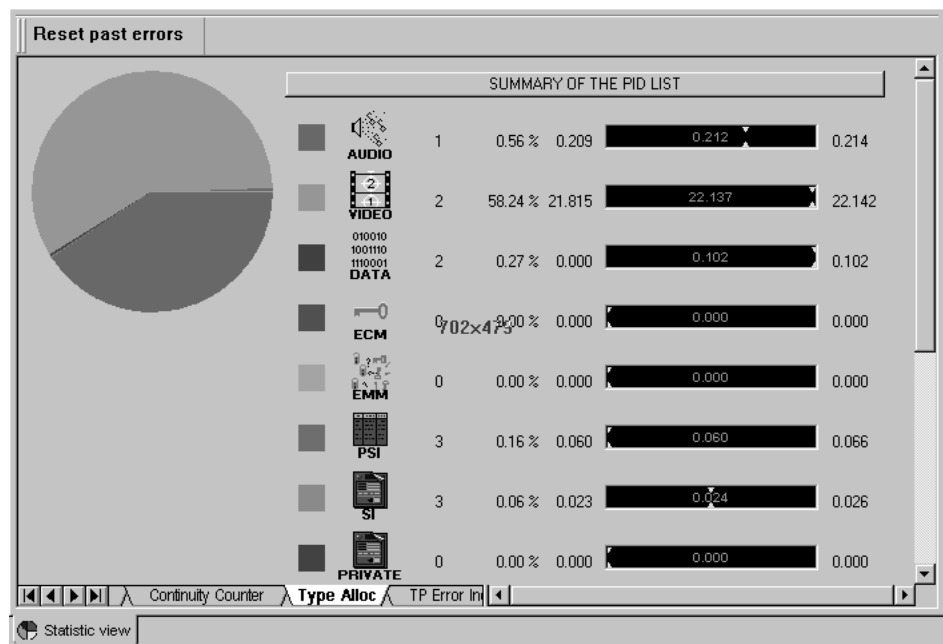 Reset past errors
SUMMARY OF THE PID LIST
AUDIO 1 0.56 % 0.209 0.212 0.214
2
1
VIDEO 2 58.24 % 21.815 22.137 22.142
010010
1001110
1110001
DATA 2 0.27 % 0.000 0.102 0.102
ECM 0 0.00 % 0.000 0.000 0.000
702×475
EMM 0 0.00 % 0.000 0.000 0.000
PSI 3 0.16 % 0.060 0.060 0.066
SI 3 0.06 % 0.023 0.024 0.026
PRIVATE 0 0.00 % 0.000 0.000 0.000
Continuity Counter Type Alloc TP Error In
Statistic view